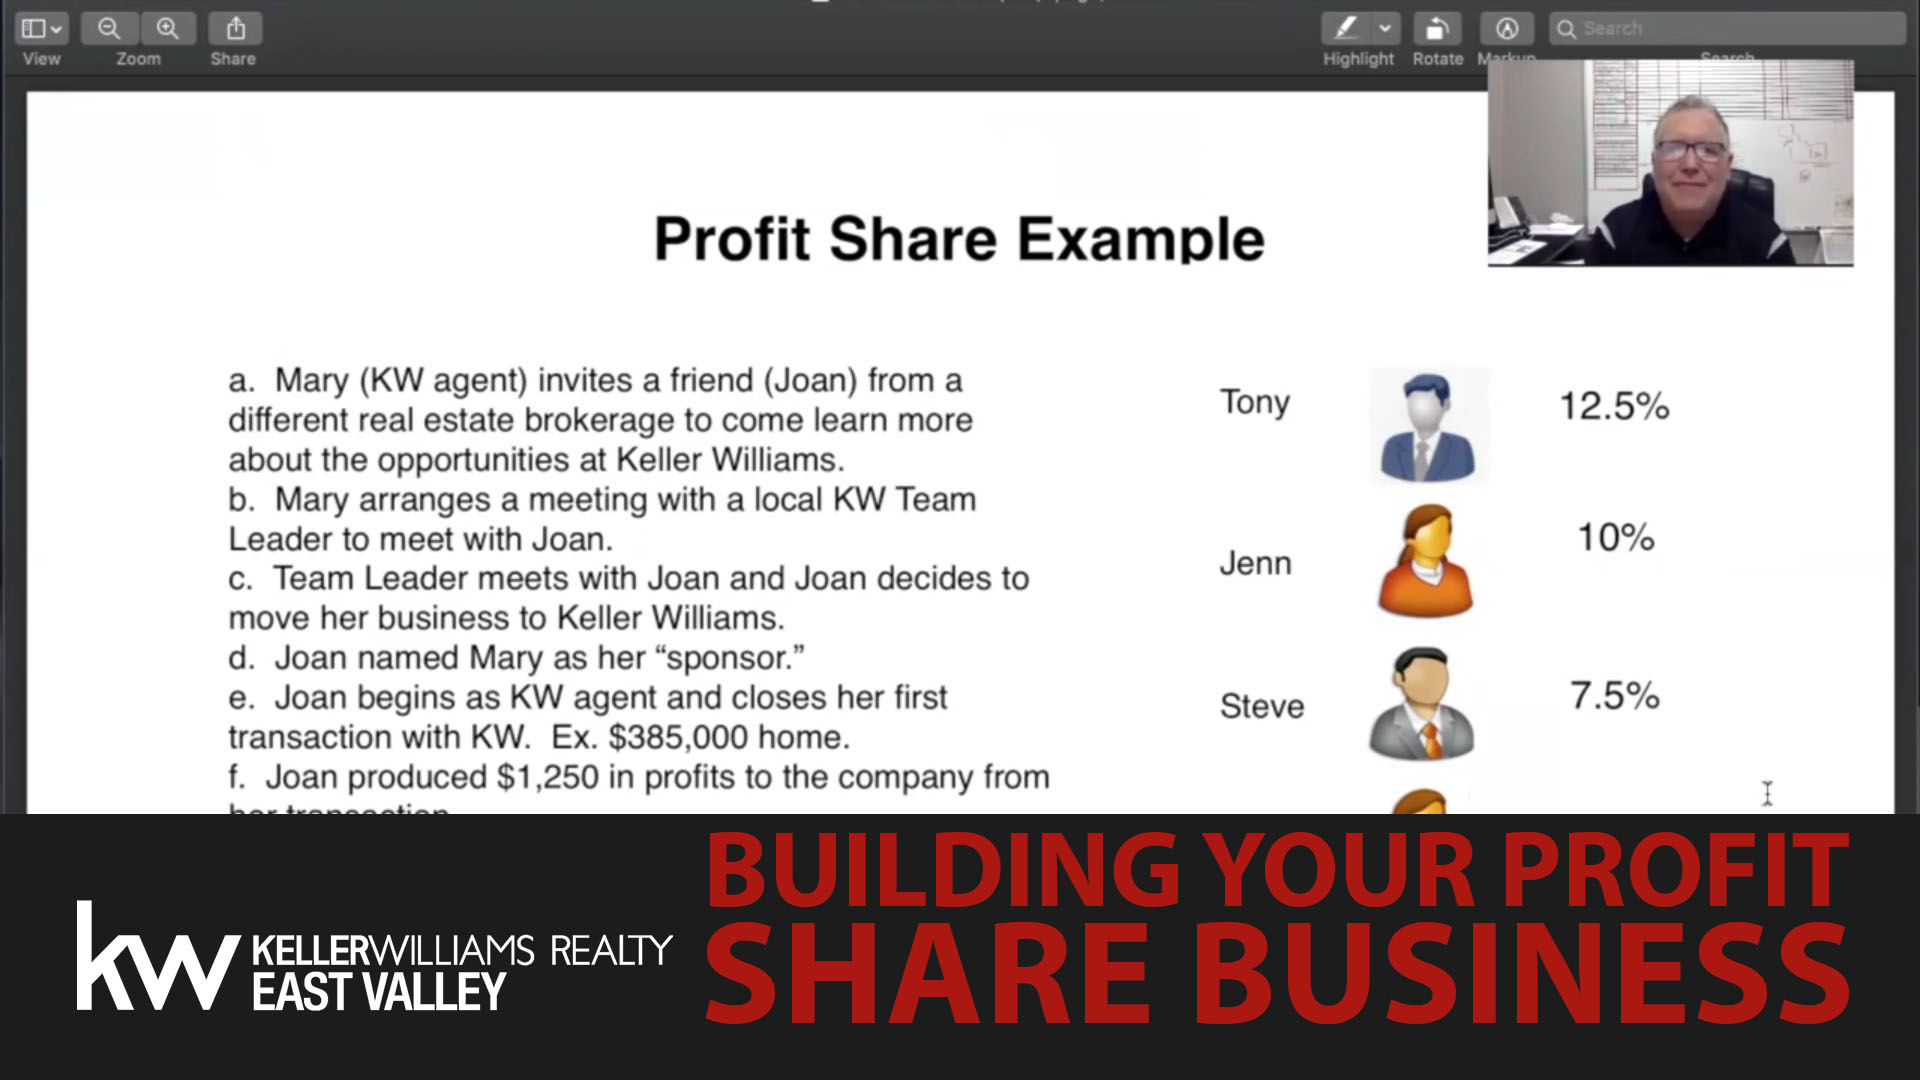 View
Zoom
Share
Highlight
Rotate
Markup
Search
Search
Profit Share Example
a. Mary (KW agent) invites a friend (Joan) from a
different real estate brokerage to come learn more
about the opportunities at Keller Williams.
b. Mary arranges a meeting with a local KW Team
Leader to meet with Joan.
c. Team Leader meets with Joan and Joan decides to
move her business to Keller Williams.
d. Joan named Mary as her “sponsor.”
e. Joan begins as KW agent and closes her first
transaction with KW. Ex. $385,000 home.
f. Joan produced $1,250 in profits to the company from
her transaction
Tony 12.5%
Jenn 10%
Steve 7.5%
kw KELLERWILLIAMS REALTY
EAST VALLEY
BUILDING YOUR PROFIT
SHARE BUSINESS